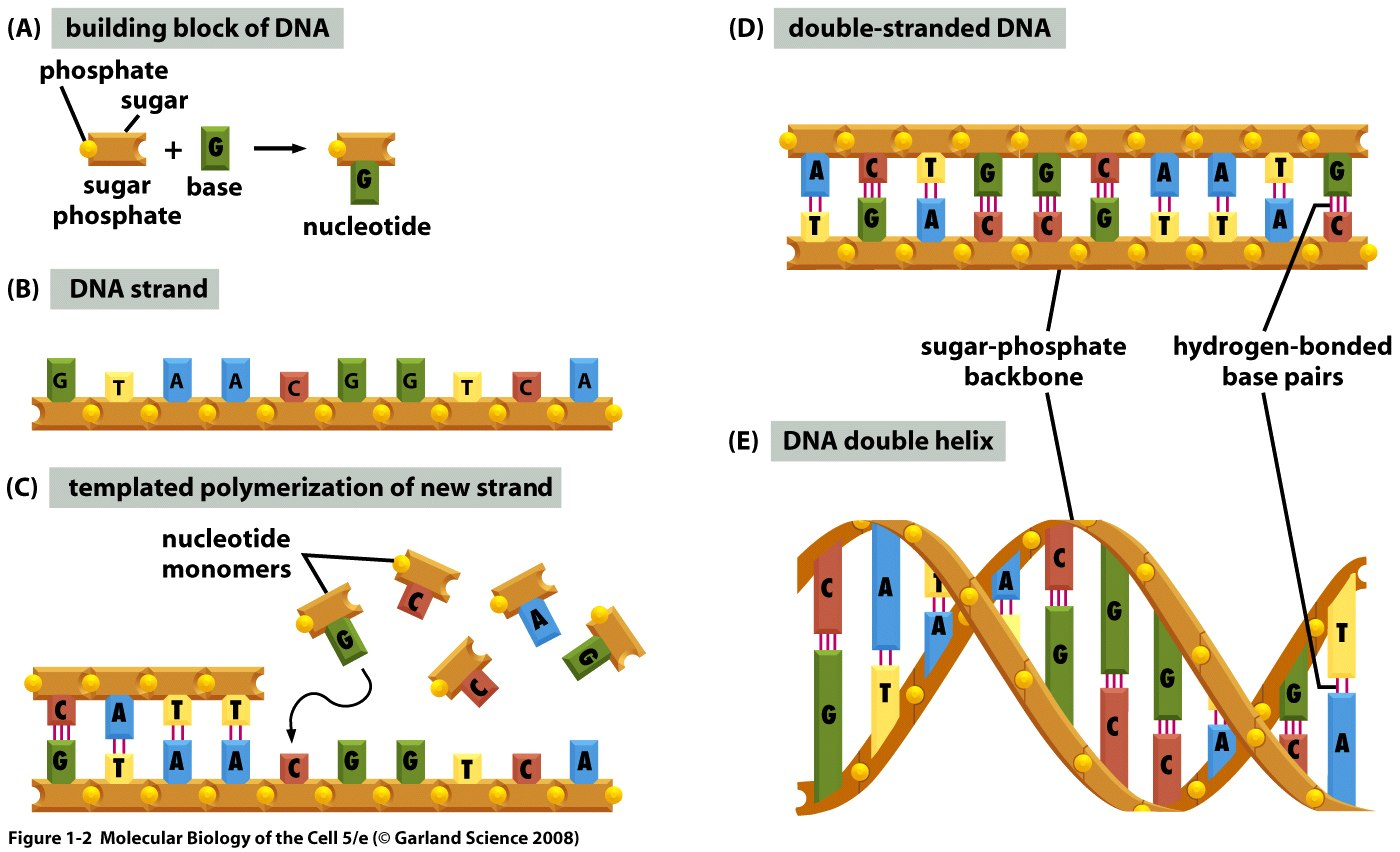 (A) building block of DNA
phosphate
sugar
+ G
sugar
phosphate
base
G
nucleotide
(B) DNA strand
G T A A C G G T C A
(C) templated polymerization of new strand
nucleotide
monomers
C
G
A
G
C
C A T T
G T A A C G G T C A
(D) double-stranded DNA
A C T G G C A A T G
T G A C C G T T A C
sugar-phosphate
backbone
hydrogen-bonded
base pairs
(E) DNA double helix
C A T A C G G G T
G T A G C C A C A
Figure 1-2 Molecular Biology of the Cell 5/e (© Garland Science 2008)